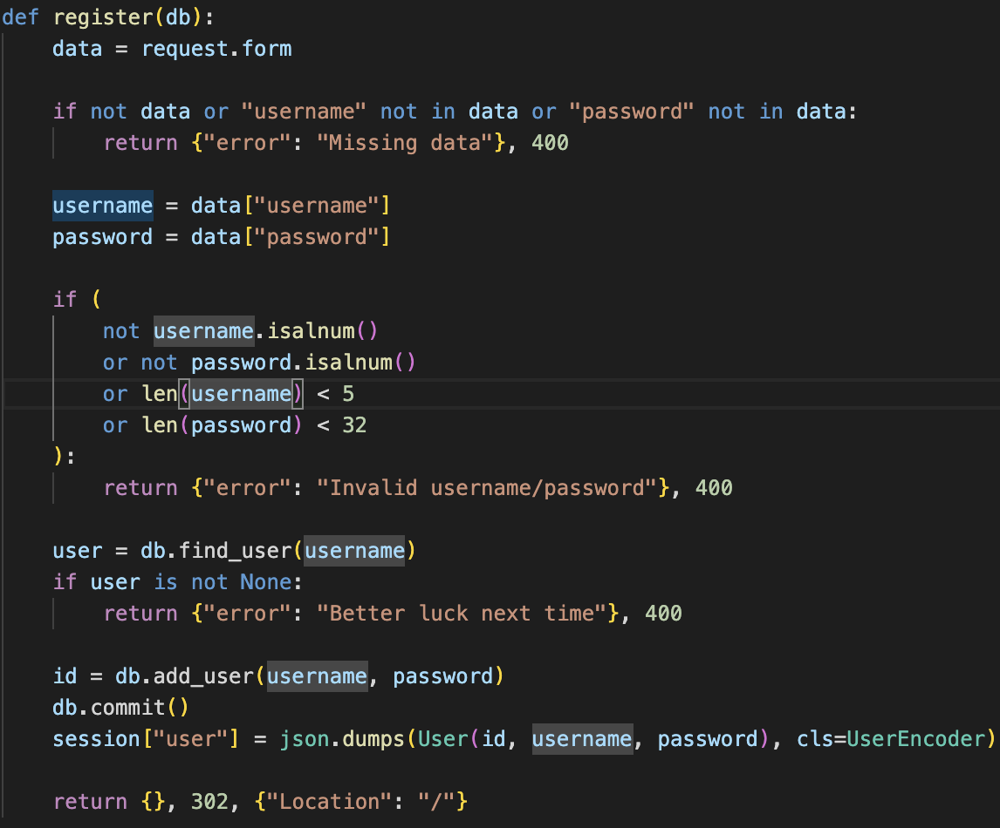 def register(db):
    data = request.form

    if not data or "username" not in data or "password" not in data:
        return {"error": "Missing data"}, 400

    username = data["username"]
    password = data["password"]

    if (
        not username.isalnum()
        or not password.isalnum()
        or len(username) < 5
        or len(password) < 32
    ):
        return {"error": "Invalid username/password"}, 400

    user = db.find_user(username)
    if user is not None:
        return {"error": "Better luck next time"}, 400

    id = db.add_user(username, password)
    db.commit()
    session["user"] = json.dumps(User(id, username, password), cls=UserEncoder)

    return {}, 302, {"Location": "/"}